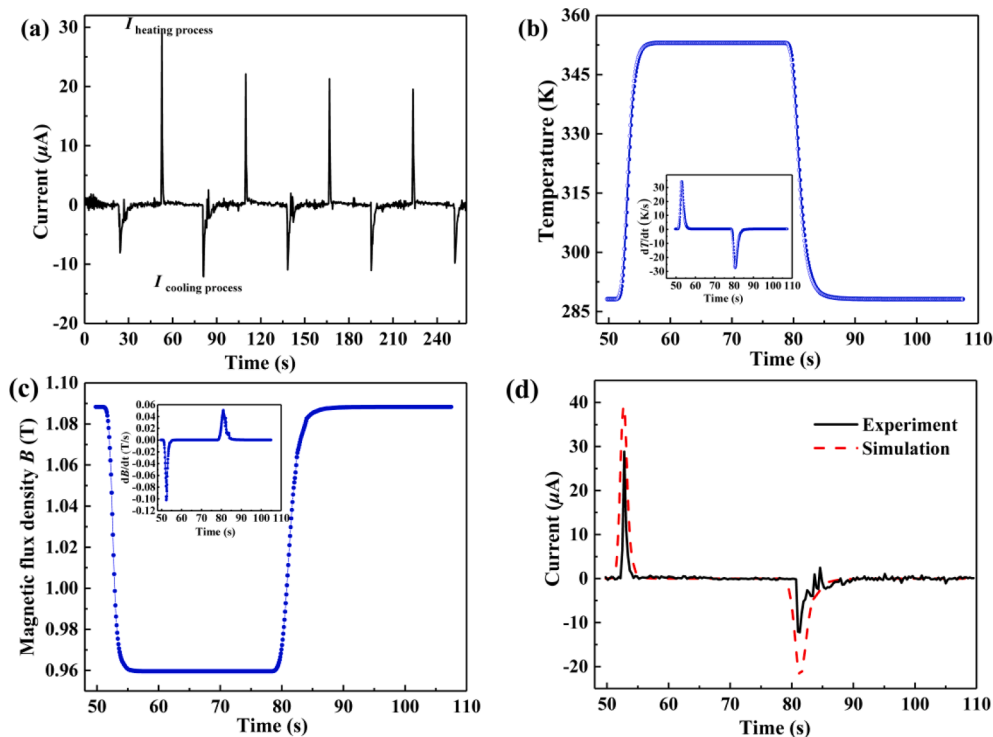 (a)
I heating process
I cooling process
Current (μA)
30
20
10
0
-10
-20
0 30 60 90 120 150 180 210 240
Time (s)
(b)
Temperature (K)
360
345
330
315
300
285
50 60 70 80 90 100 110
Time (s)
dT/dt (K/s)
30
20
10
0
-10
-20
-30
50 60 70 80 90 100 110
Time (s)
(c)
Magnetic flux density B (T)
1.10
1.08
1.06
1.04
1.02
1.00
0.98
0.96
0.94
50 60 70 80 90 100 110
Time (s)
dB/dt (T/s)
0.06
0.04
0.02
0.00
-0.02
-0.04
-0.06
-0.08
-0.10
-0.12
50 60 70 80 90 100 110
Time (s)
(d)
Experiment
Simulation
Current (μA)
40
30
20
10
0
-10
-20
50 60 70 80 90 100 110
Time (s)